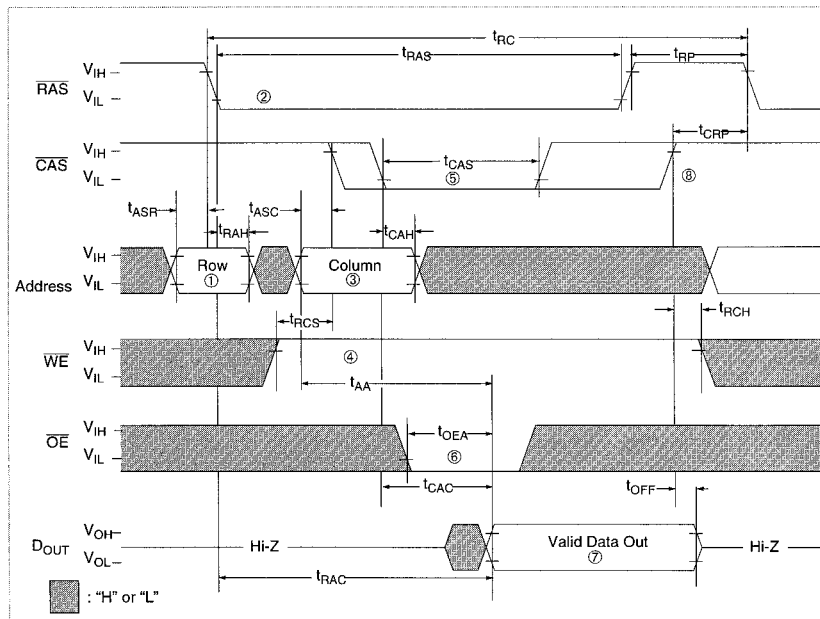 tRC
tRAS
tRP
RAS
VIH
VIL
②
tCRP
CAS
VIH
VIL
tCAS
⑤
⑧
tASR
tRAH
tASC
tCAH
Address
VIH
VIL
Row
①
Column
③
tRCS
tRCH
WE
VIH
VIL
④
tAA
OE
VIH
VIL
tOEA
⑥
tCAC
tOFF
DOUT
VOH
VOL
Hi-Z
Valid Data Out
⑦
Hi-Z
tRAC
: "H" or "L"